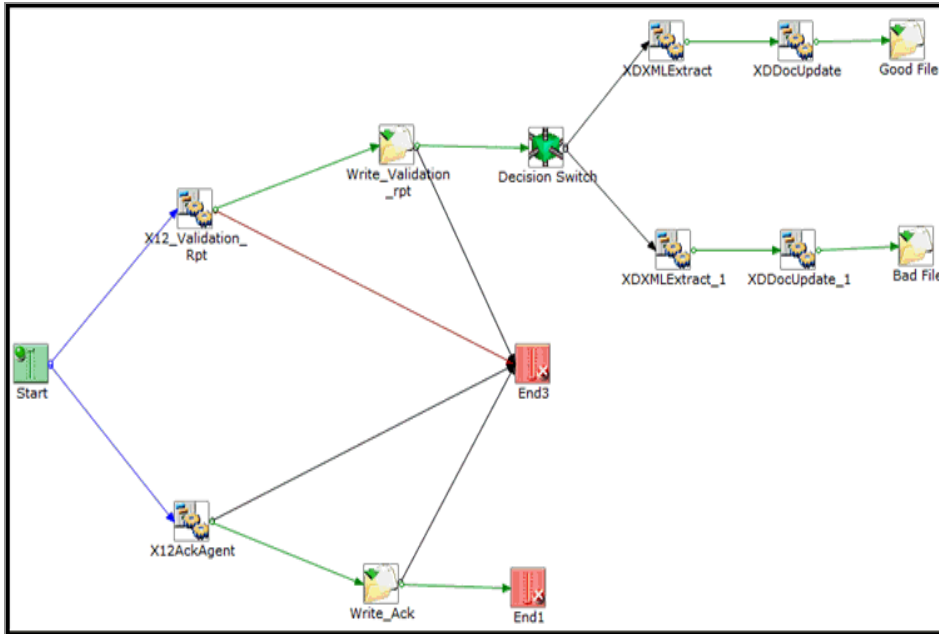 XDXMLExtract
XDDocUpdate
Good File
Write_Validation
_rpt
Decision Switch
X12_Validation_
Rpt
XDXMLExtract_1
XDDocUpdate_1
Bad File
Start
End3
X12AckAgent
Write_Ack
End1